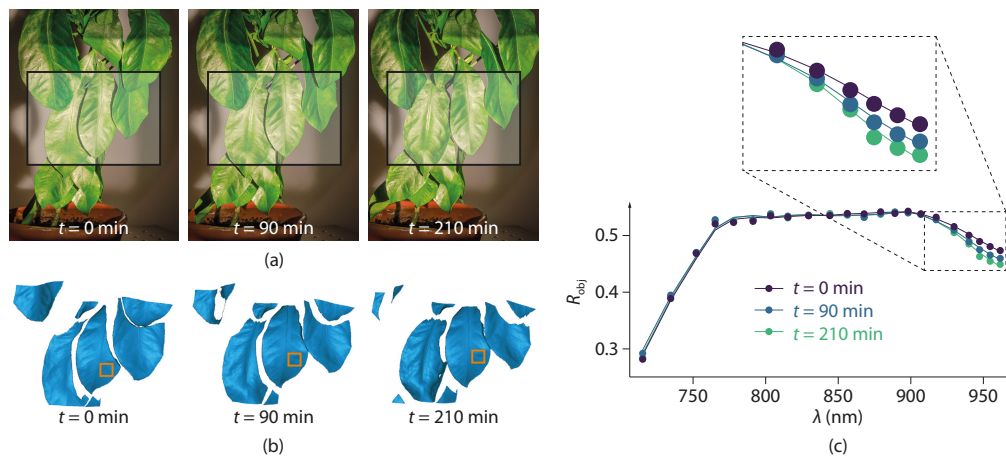 t = 0 min
t = 90 min
t = 210 min
(a)
t = 0 min
t = 90 min
t = 210 min
(b)
R_obj
0.5
0.4
0.3
t = 0 min
t = 90 min
t = 210 min
750
800
850
900
950
λ (nm)
(c)